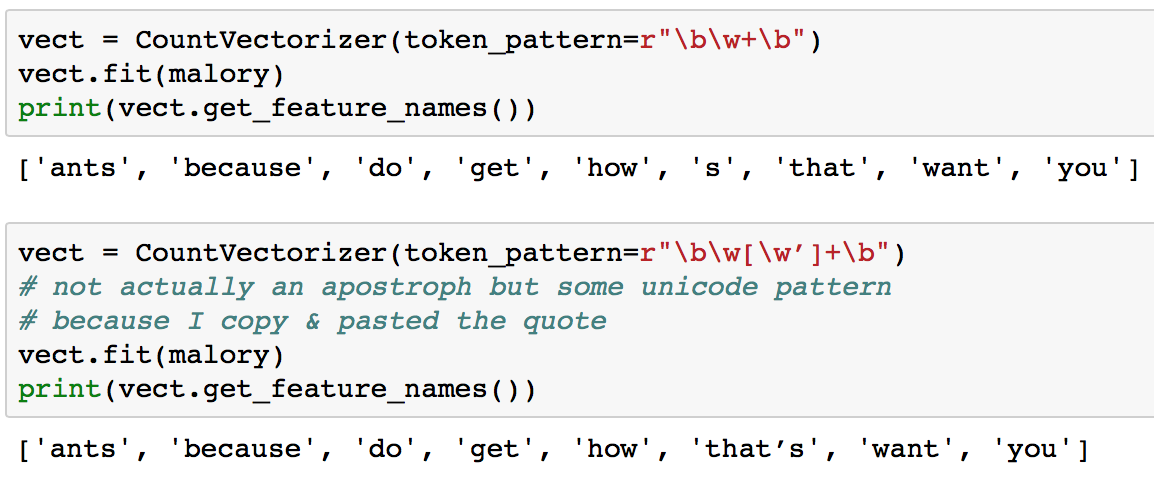 vect = CountVectorizer(token_pattern=r"\b\w+\b")
vect.fit(malory)
print(vect.get_feature_names())
['ants', 'because', 'do', 'get', 'how', 's', 'that', 'want', 'you']
vect = CountVectorizer(token_pattern=r"\b\w[\w’]+\b")
# not actually an apostroph but some unicode pattern
# because I copy & pasted the quote
vect.fit(malory)
print(vect.get_feature_names())
['ants', 'because', 'do', 'get', 'how', 'that’s', 'want', 'you']